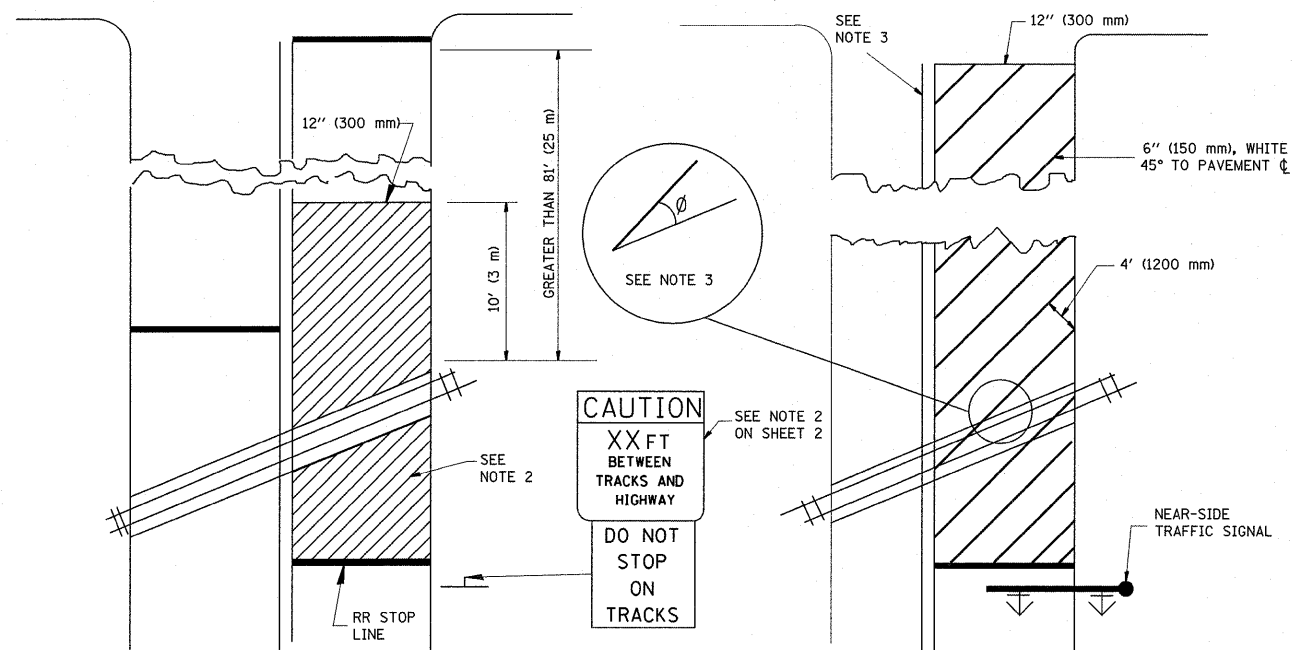 12" (300 mm)
10' (3 m)
GREATER THAN 81' (25 m)
SEE
NOTE 2
RR STOP
LINE
Ø
SEE NOTE 3
CAUTION
XX FT
BETWEEN
TRACKS AND
HIGHWAY
DO NOT
STOP
ON
TRACKS
SEE NOTE 2
ON SHEET 2
SEE
NOTE 3
12" (300 mm)
6" (150 mm), WHITE
45° TO PAVEMENT ℄
4' (1200 mm)
NEAR-SIDE
TRAFFIC SIGNAL